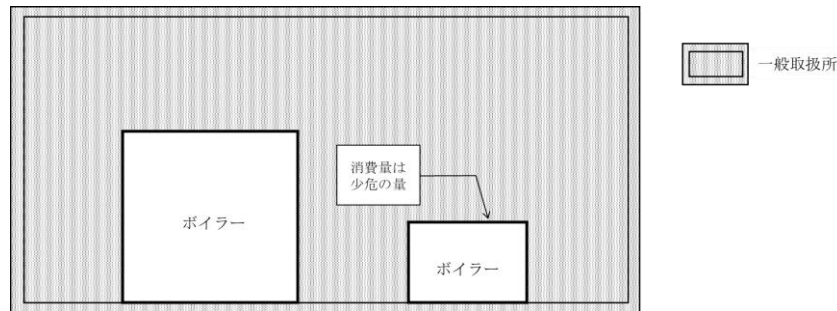 一般取扱所
消費量は
少危の量
ボイラー
ボイラー